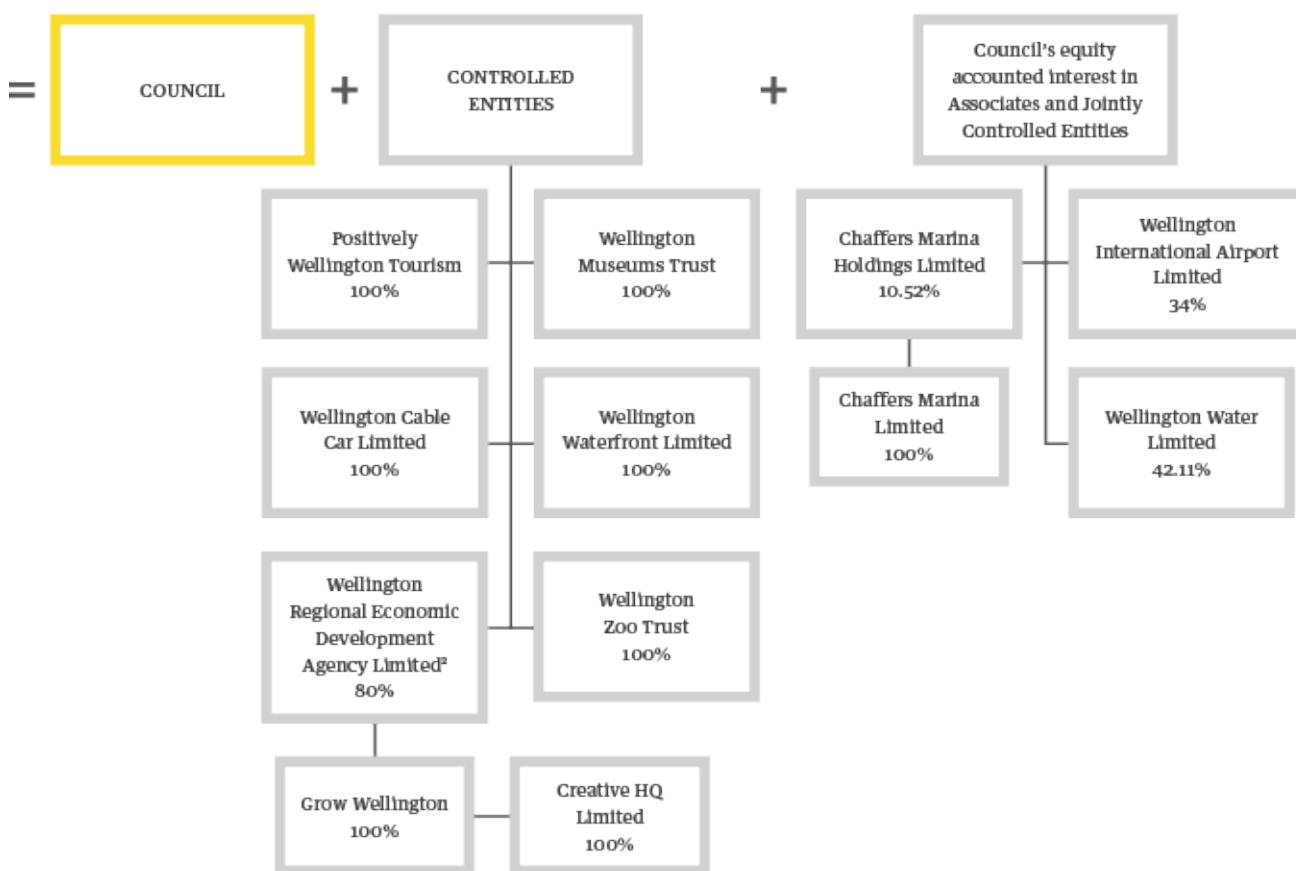 =
COUNCIL
+
CONTROLLED
ENTITIES
+
Council's equity
accounted interest in
Associates and Jointly
Controlled Entities
Positively
Wellington Tourism
100%
Wellington
Museums Trust
100%
Chaffers Marina
Holdings Limited
10.52%
Wellington
International Airport
Limited
34%
Wellington Cable
Car Limited
100%
Wellington
Waterfront Limited
100%
Chaffers Marina
Limited
100%
Wellington Water
Limited
42.11%
Wellington
Regional Economic
Development
Agency Limited²
80%
Wellington
Zoo Trust
100%
Grow Wellington
100%
Creative HQ
Limited
100%